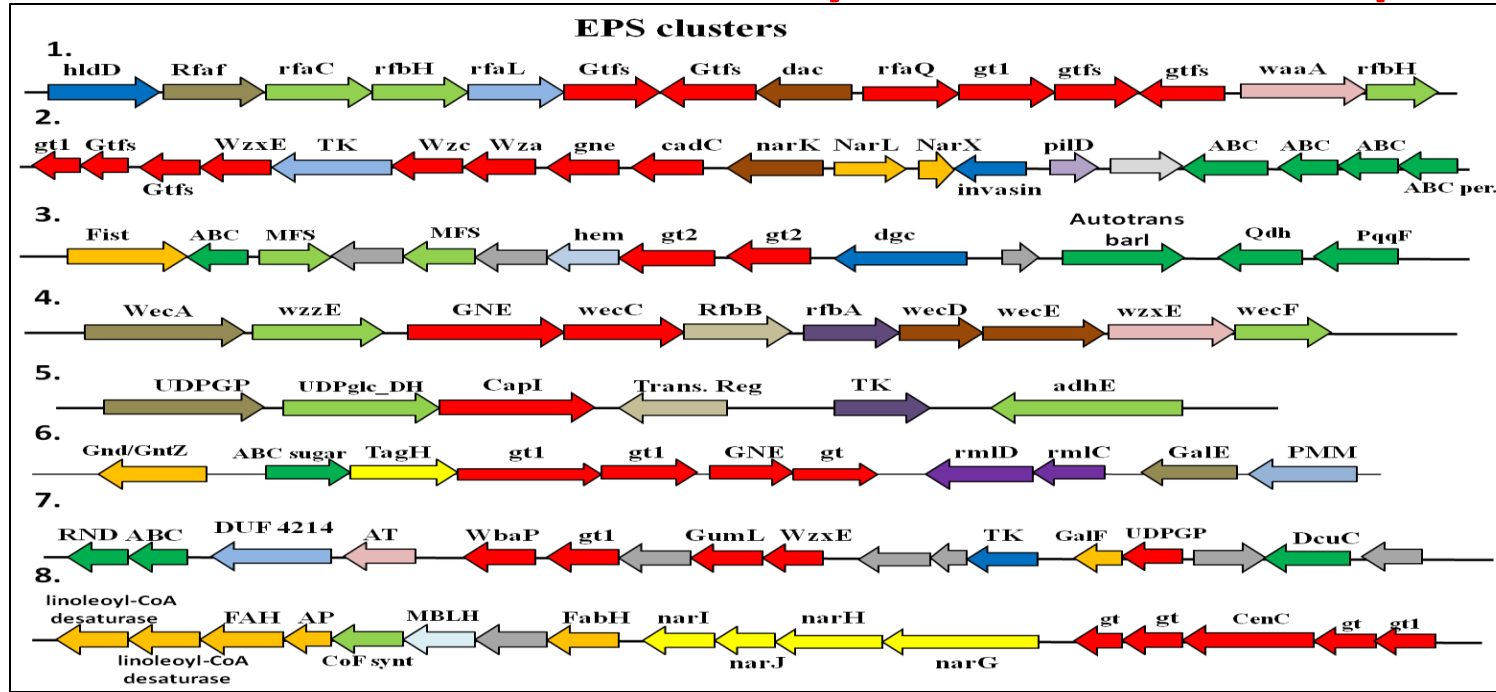 EPS clusters
1.
hldD Rfaf rfaC rfbH rfaL Gtfs Gtfs dac rfaQ gt1 gtfs gtfs waaA rfbH
2.
gt1 Gtfs WzxE TK Wzc Wza gne cadC narK NarL NarX pilD ABC ABC ABC
Gtfs invasin ABC per.
3.
Fist ABC MFS MFS hem gt2 gt2 dgc Autotrans barl Qdh PqqF
4.
WecA wzzE GNE wecC RfbB rfbA wecD wecE wzxE wecF
5.
UDPGP UDPglc_DH CapI Trans. Reg TK adhE
6.
Gnd/GntZ ABC sugar TagH gt1 gt1 GNE gt rmlD rmlC GalE PMM
7.
RND ABC DUF 4214 AT WbaP gt1 GumL WzxE TK GalF UDPGP DcuC
8.
linoleoyl-CoA desaturase FAH AP MBLH FabH narI narH gt gt CenC gt gt1
linoleoyl-CoA desaturase CoF synt narJ narG